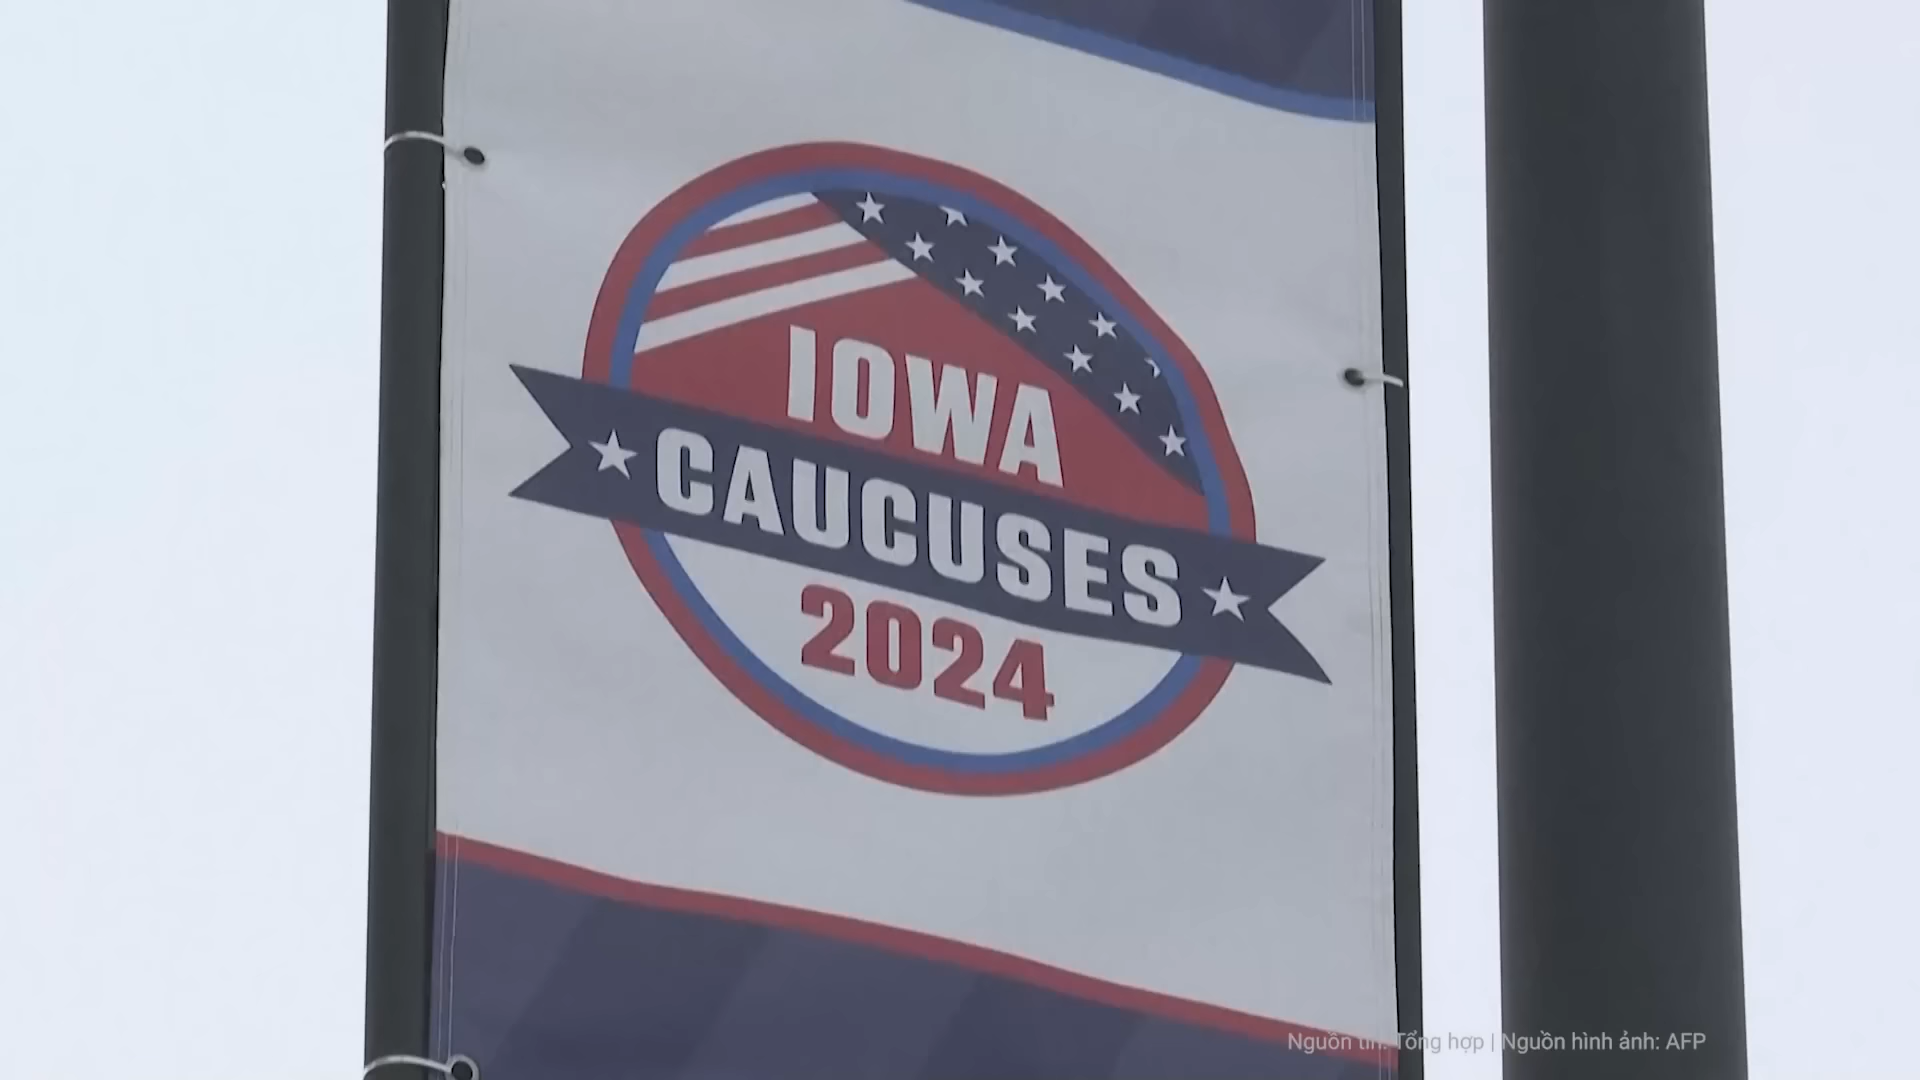 IOWA
CAUCUSES
2024
Nguồn tin: Tổng hợp | Nguồn hình ảnh: AFP